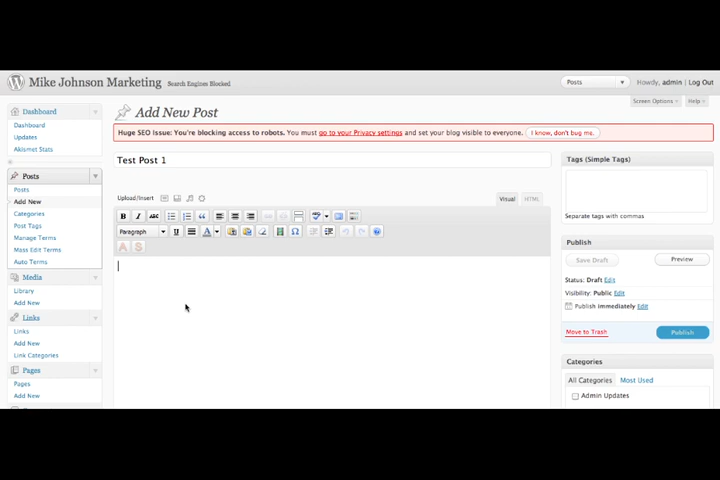 Mike Johnson Marketing Search Engines Blocked
Posts Howdy, admin | Log Out
Screen Options Help
Add New Post
Huge SEO Issue: You're blocking access to robots. You must go to your Privacy settings and set your blog visible to everyone. I know, don't bug me.
Dashboard
Dashboard
Updates
Akismet Stats
Posts
Posts
Add New
Categories
Post Tags
Manage Terms
Mass Edit Terms
Auto Terms
Media
Library
Add New
Links
Links
Add New
Link Categories
Pages
Pages
Add New
Test Post 1
Upload/Insert
Visual HTML
B I ABC
ABC
Paragraph U A
A S
Tags (Simple Tags)
Separate tags with commas
Publish
Save Draft Preview
Status: Draft Edit
Visibility: Public Edit
Publish immediately Edit
Move to Trash Publish
Categories
All Categories Most Used
Admin Updates